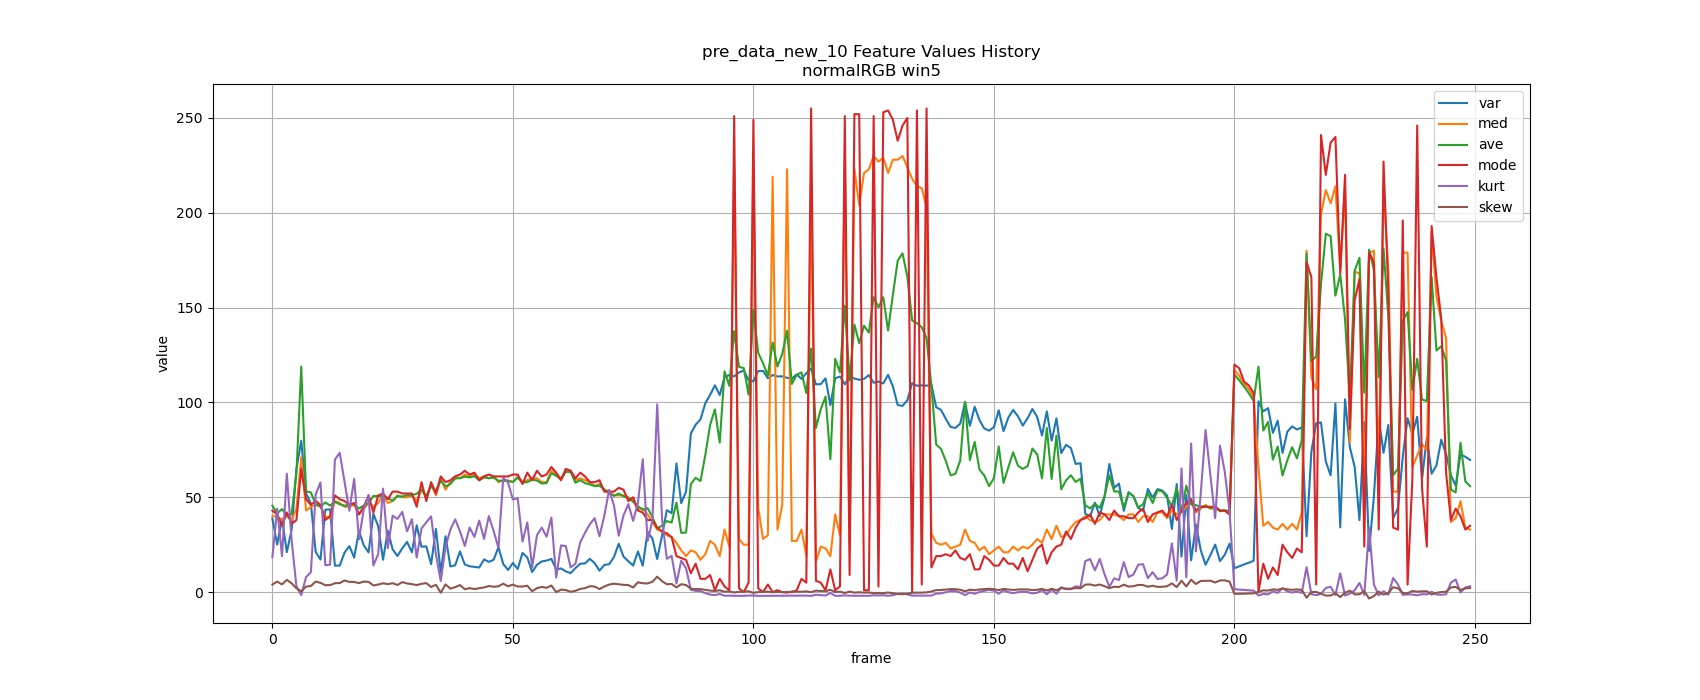 pre_data_new_10 Feature Values History
normalRGB win5
value
250
200
150
100
50
0
0
50
100
150
200
250
frame
var
med
ave
mode
kurt
skew